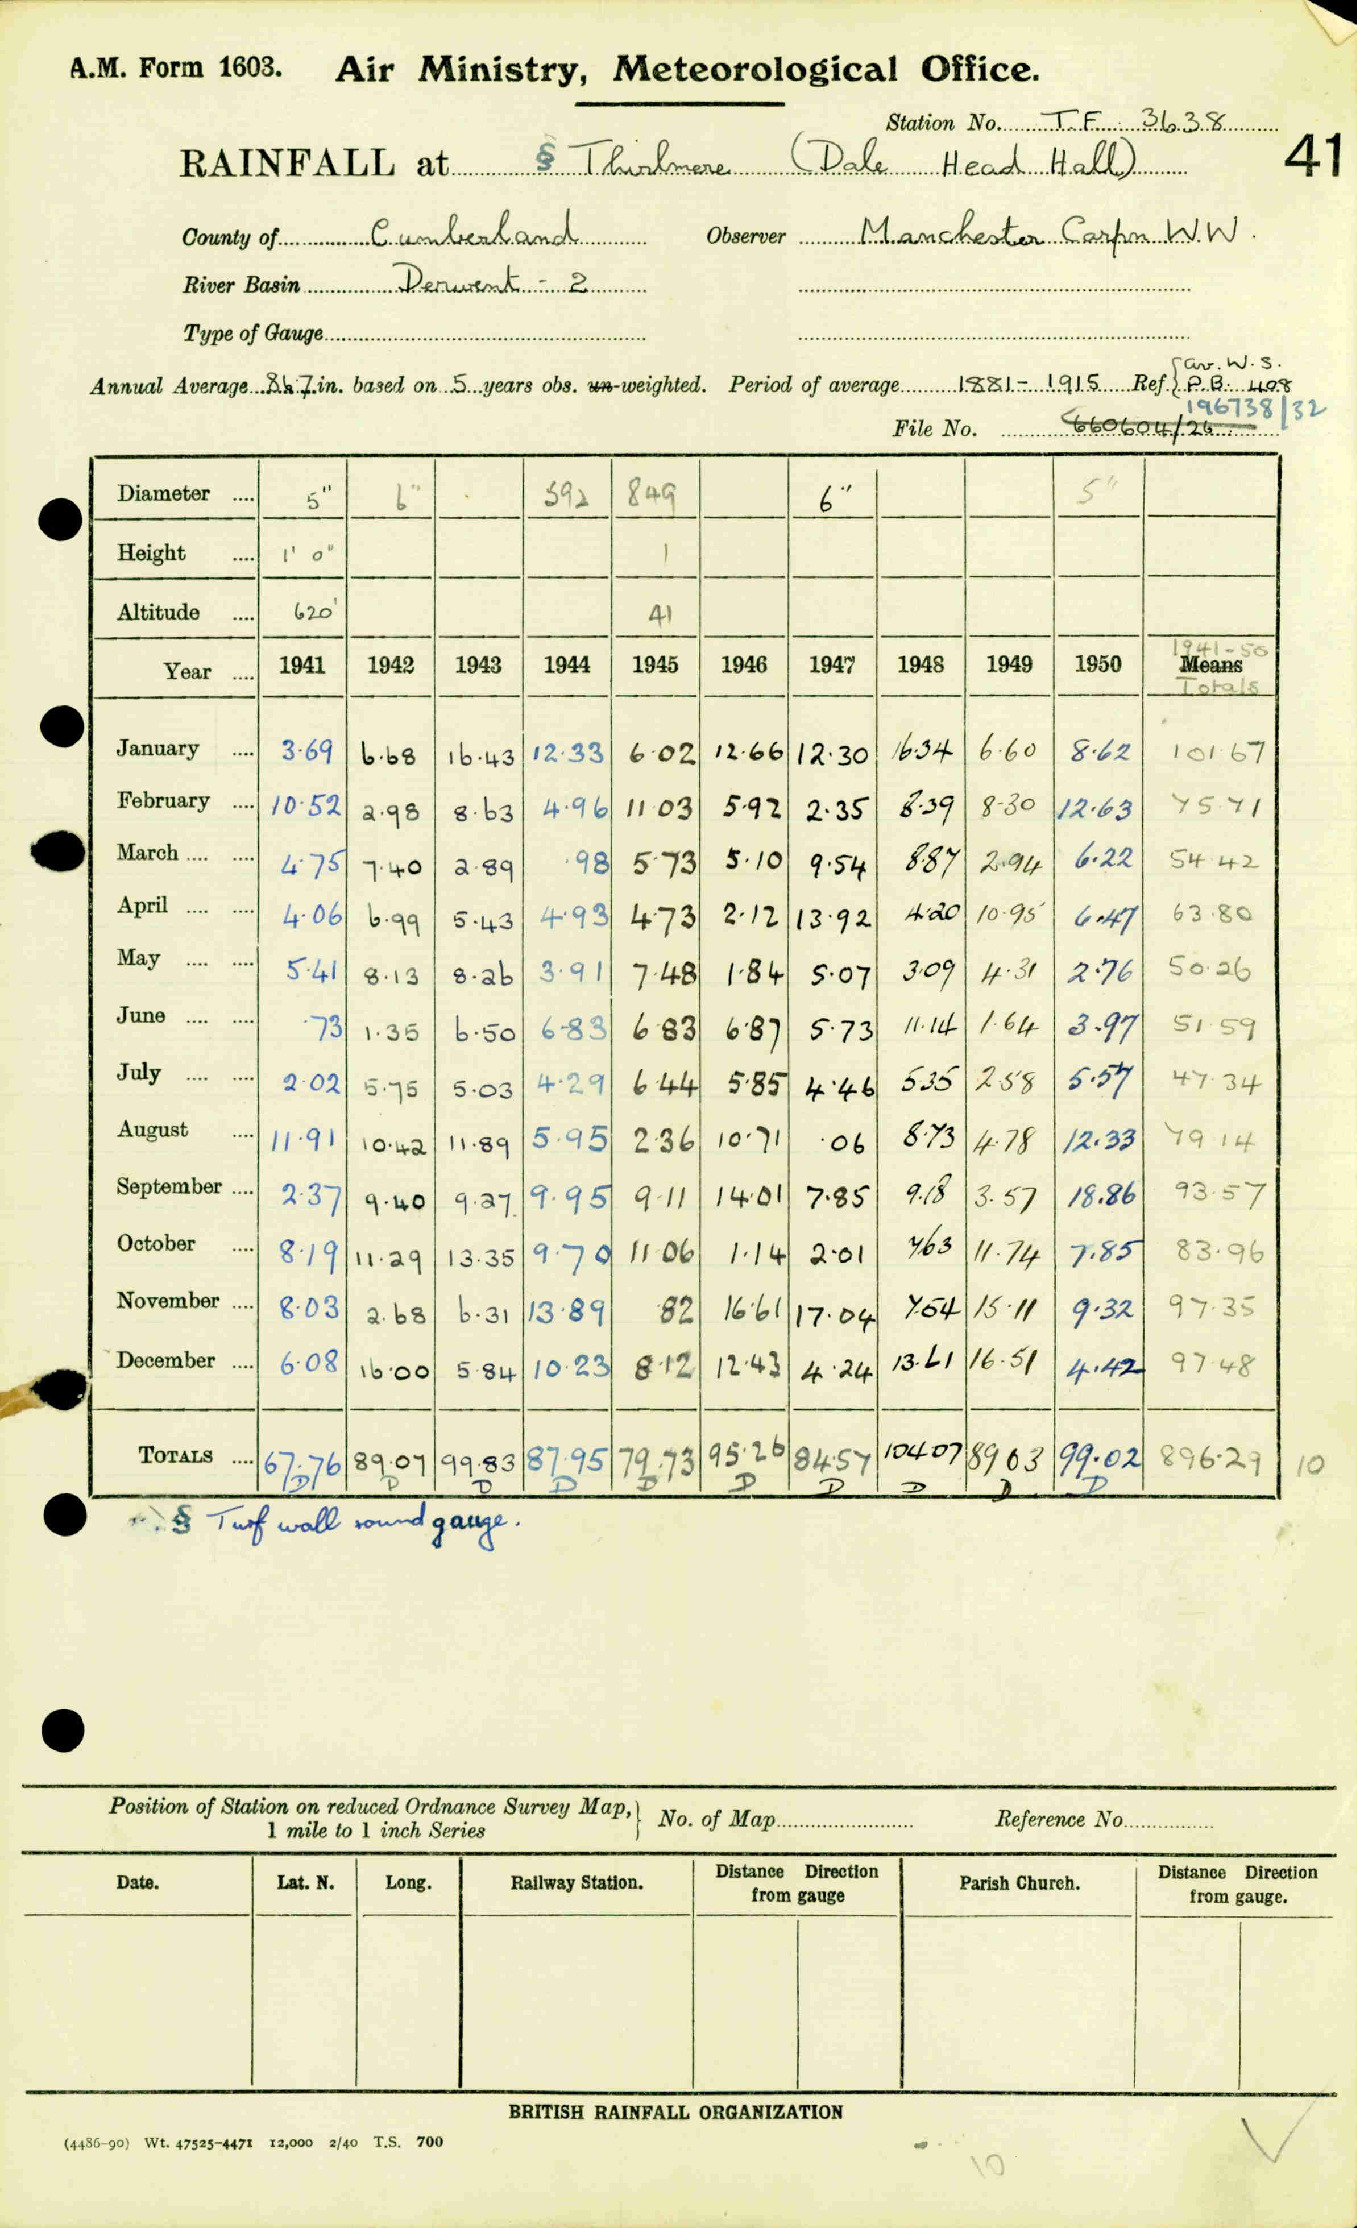 A.M. Form 1603. Air Ministry, Meteorological Office.
Station No. T.F. 3638
RAINFALL at § Thirlmere (Dale Head Hall) 41
County of Cumberland Observer Manchester Corpn WW.
River Basin Derwent - 2
Type of Gauge
av. W.S.
Annual Average 86.7 in. based on 5 years obs. un-weighted. Period of average 1881-1915 Ref. P.B. 408
196738/32
File No. 660604/26
Diameter .... 5" 6" 592 849 6" 5"
Height .... 1' 0" 1
Altitude .... 620' 41
1941-50
Year .... 1941 1942 1943 1944 1945 1946 1947 1948 1949 1950 Means
Totals
January .... 3.69 6.68 16.43 12.33 6.02 12.66 12.30 16.34 6.60 8.62 101.67
February .... 10.52 2.98 8.63 4.96 11.03 5.92 2.35 8.39 8.30 12.63 75.71
March .... .... 4.75 7.40 2.89 .98 5.73 5.10 9.54 8.87 2.94 6.22 54.42
April .... .... 4.06 6.99 5.43 4.93 4.73 2.12 13.92 4.20 10.95 6.47 63.80
May .... .... 5.41 8.13 8.26 3.91 7.48 1.84 5.07 3.09 4.31 2.76 50.26
June .... .... .73 1.35 6.50 6.83 6.83 6.87 5.73 11.14 1.64 3.97 51.59
July .... .... 2.02 5.75 5.03 4.29 6.44 5.85 4.46 5.35 2.58 5.57 47.34
August .... 11.91 10.42 11.89 5.95 2.36 10.71 .06 8.73 4.78 12.33 79.14
September .... 2.37 9.40 9.27 9.95 9.11 14.01 7.85 9.18 3.57 18.86 93.57
October .... 8.19 11.29 13.35 9.70 11.06 1.14 2.01 7.63 11.74 7.85 83.96
November .... 8.03 2.68 6.31 13.89 .82 16.61 17.04 7.54 15.11 9.32 97.35
December .... 6.08 16.00 5.84 10.23 8.12 12.43 4.24 13.61 16.51 4.42 97.48
TOTALS .... 67.76 89.07 99.83 87.95 79.73 95.26 84.57 104.07 89.03 99.02 896.29 10
D D D D D D D D D D
§ Turf wall round gauge.
Position of Station on reduced Ordnance Survey Map, No. of Map Reference No.
1 mile to 1 inch Series
Date. Lat. N. Long. Railway Station. Distance Direction from gauge Parish Church. Distance Direction from gauge.
BRITISH RAINFALL ORGANIZATION
(4486-90) Wt. 47525-4471 12,000 2/40 T.S. 700
10